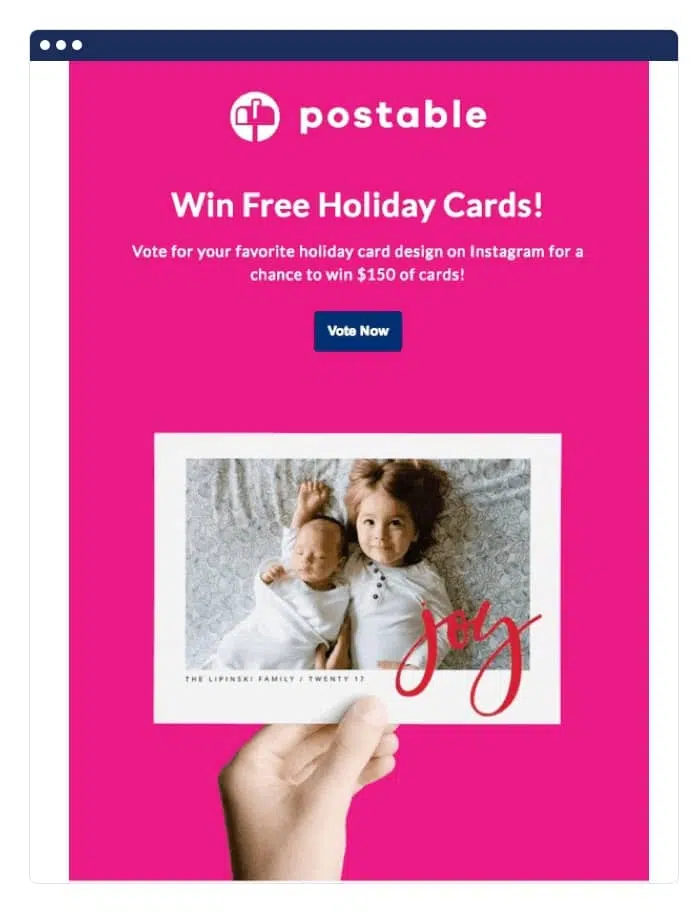 postable
Win Free Holiday Cards!
Vote for your favorite holiday card design on Instagram for a
chance to win $150 of cards!
Vote Now
joy
THE LIPINSKI FAMILY / TWENTY 17